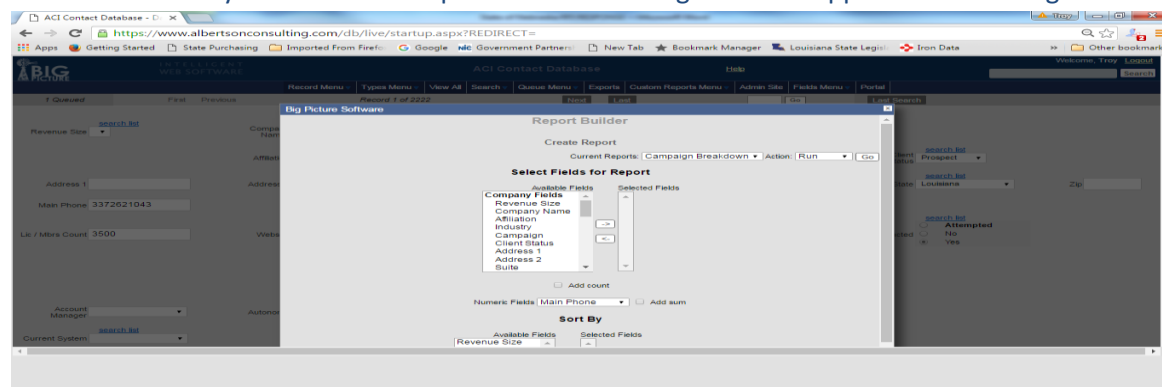 ACI Contact Database - D
Troy
https://www.albertsonconsulting.com/db/live/startup.aspx?REDIRECT=
Apps Getting Started State Purchasing Imported From Firefox Google Government Partners New Tab Bookmark Manager Louisiana State Legisl Iron Data » Other bookmark
BIG PICTURE INTELLIGENT WEB SOFTWARE ACI Contact Database Help Welcome, Troy Logout
Search
Record Menu Types Menu View All Search Queue Menu Exports Custom Reports Menu Admin Site Fields Menu Portal
? Queued First Previous Record 1 of 2222 Next Last Go Last Search
Big Picture Software
Report Builder
Create Report
Current Reports: Campaign Breakdown Action: Run Go
Select Fields for Report
Available Fields Selected Fields
Company Fields
Revenue Size
Company Name
Affiliation
Industry
Campaign
Client Status
Address 1
Address 2
Suite
->
<-
Add count
Numeric Fields Main Phone Add sum
Sort By
Available Fields Selected Fields
Revenue Size
search list
Revenue Size
Address 1
Main Phone 3372621043
Lic / Mbrs Count 3500
Account Manager
search list
Current System
search list
Prospect
search list
Louisiana
Zip
search list
Attempted
No
Yes